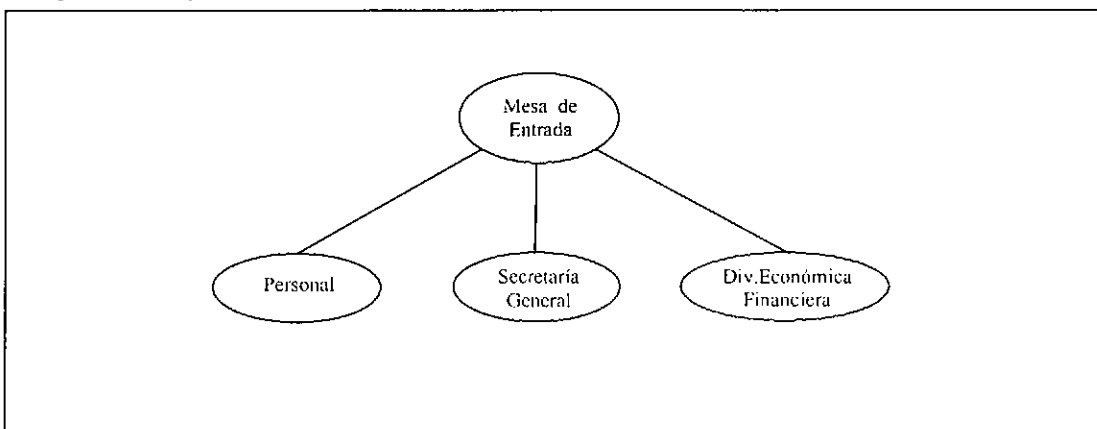 Mesa de
Entrada
Personal
Secretaría
General
Div.Económica
Financiera